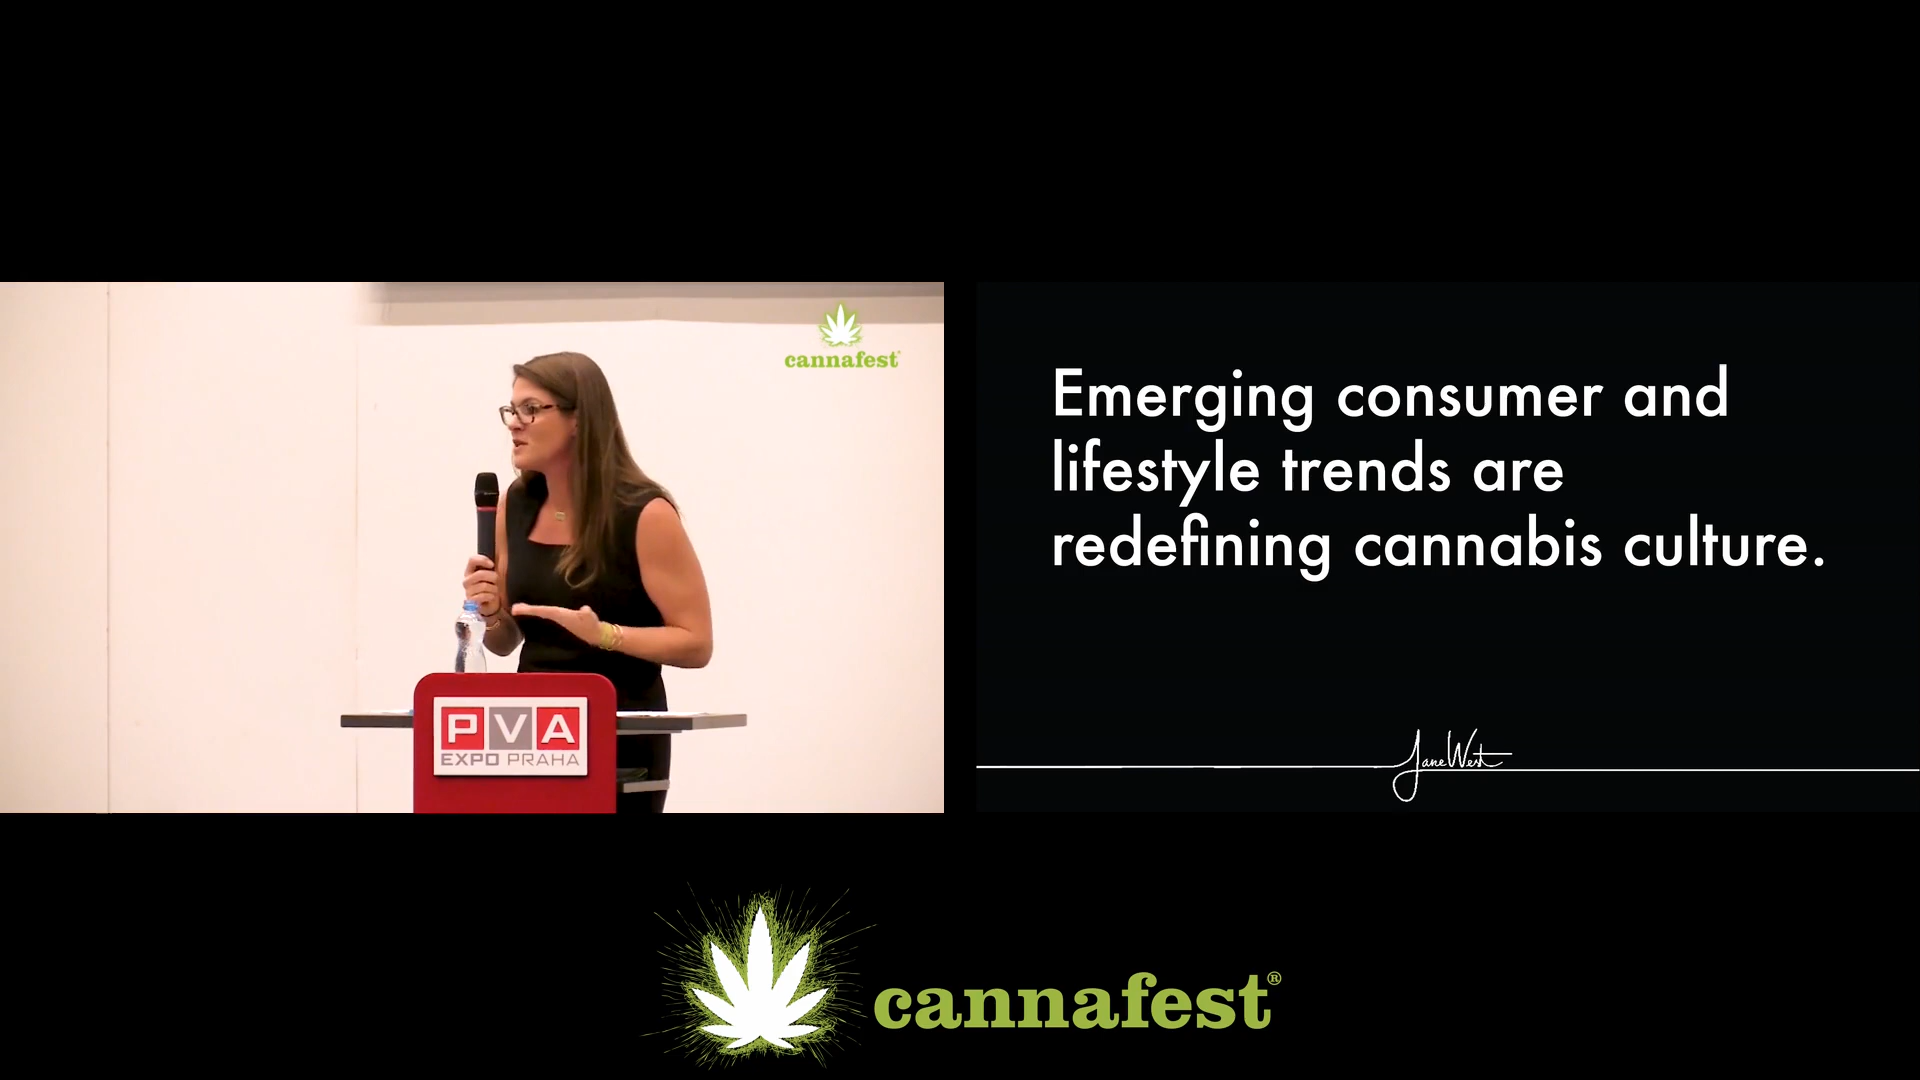 cannafest®
PVA
EXPO PRAHA
Emerging consumer and
lifestyle trends are
redefining cannabis culture.
Jane West
cannafest®